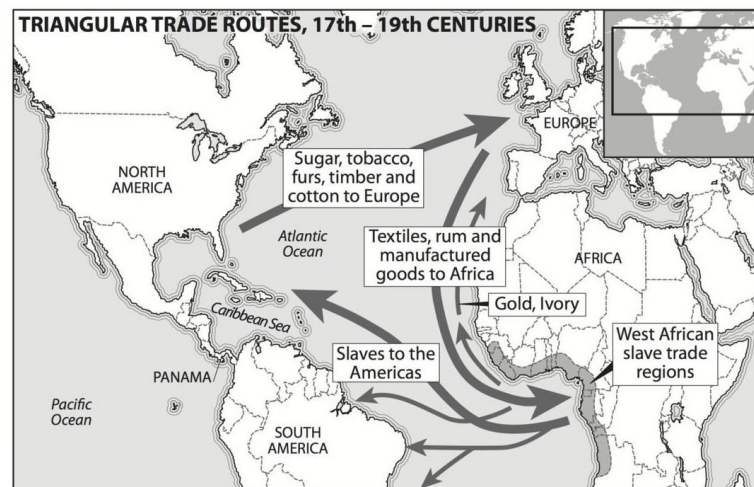 TRIANGULAR TRADE ROUTES, 17th – 19th CENTURIES
EUROPE
NORTH
AMERICA
Sugar, tobacco,
furs, timber and
cotton to Europe
Atlantic
Ocean
Textiles, rum and
manufactured
goods to Africa
AFRICA
Gold, Ivory
Caribbean Sea
West African
slave trade
regions
Slaves to the
Americas
PANAMA
Pacific
Ocean
SOUTH
AMERICA